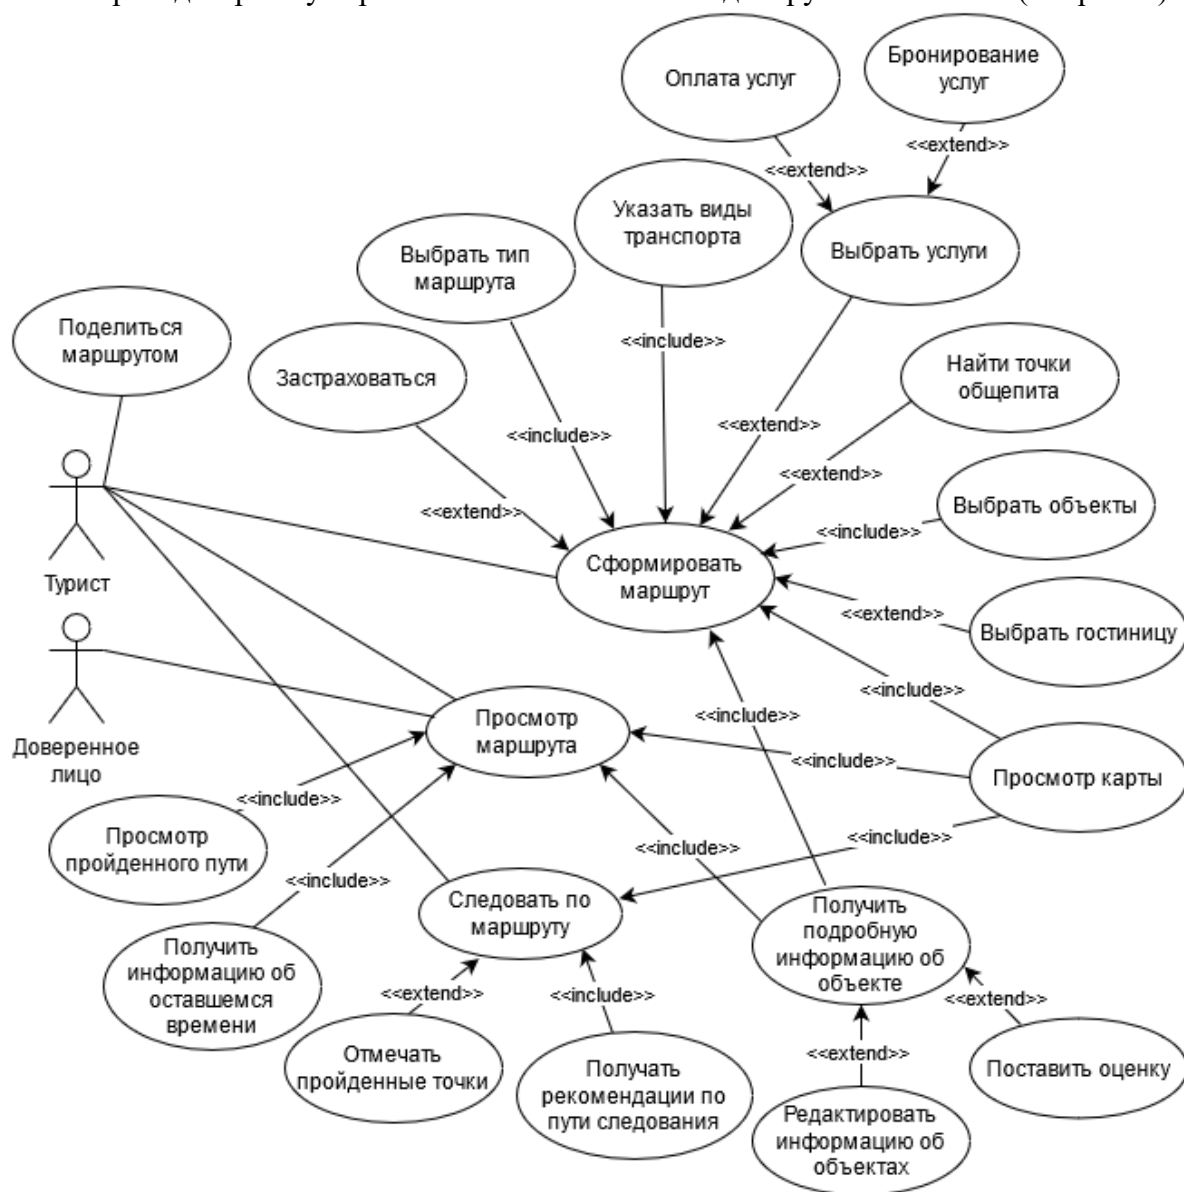 Оплата услуг
Бронирование
услуг
<<extend>>
<<extend>>
Указать виды
транспорта
Выбрать услуги
Выбрать тип
маршрута
Поделиться
маршрутом
<<include>>
Застраховаться
Найти точки
общепита
<<include>>
<<extend>>
<<extend>>
<<extend>>
Выбрать объекты
<<include>>
Турист
Сформировать
маршрут
<<extend>>
Выбрать гостиницу
<<include>>
<<include>>
Доверенное
лицо
Просмотр
маршрута
<<include>>
Просмотр карты
<<include>>
Просмотр
пройденного пути
<<include>>
<<include>>
<<include>>
Следовать по
маршруту
Получить
подробную
информацию об
объекте
Получить
информацию об
оставшемся
времени
<<extend>>
<<include>>
<<extend>>
Отмечать
пройденные точки
<<extend>>
Получать
рекомендации по
пути следования
Поставить оценку
Редактировать
информацию об
объектах